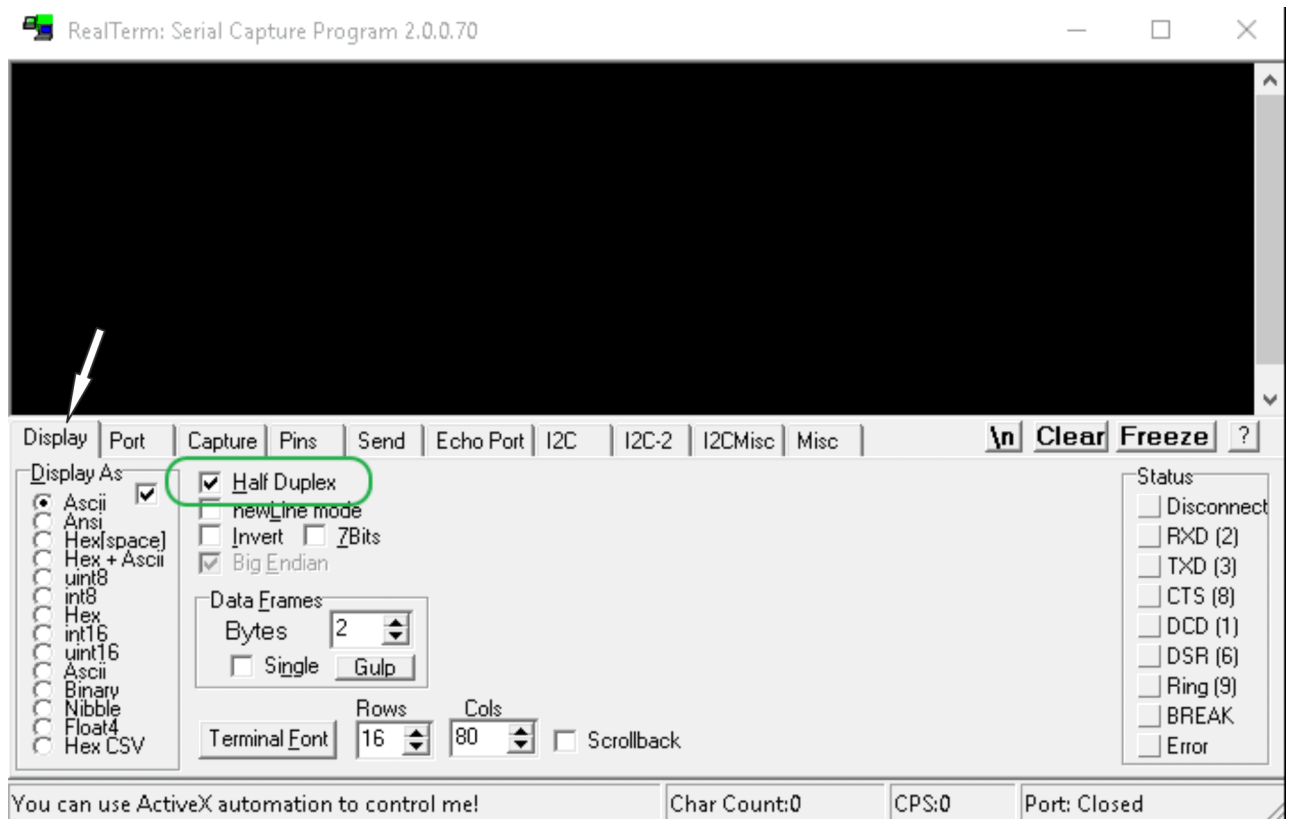 RealTerm: Serial Capture Program 2.0.0.70
Display Port Capture Pins Send Echo Port I2C I2C-2 I2CMisc Misc \n Clear Freeze ?
Display As
Ascii
Ansi
Hex[space]
Hex + Ascii
uint8
int8
Hex
int16
uint16
Ascii
Binary
Nibble
Float4
Hex CSV
Half Duplex
newLine mode
Invert 7Bits
Big Endian
Data Frames
Bytes 2
Single Gulp
Rows Cols
Terminal Font 16 80 Scrollback
Status
Disconnect
RXD (2)
TXD (3)
CTS (8)
DCD (1)
DSR (6)
Ring (9)
BREAK
Error
You can use ActiveX automation to control me! Char Count:0 CPS:0 Port: Closed